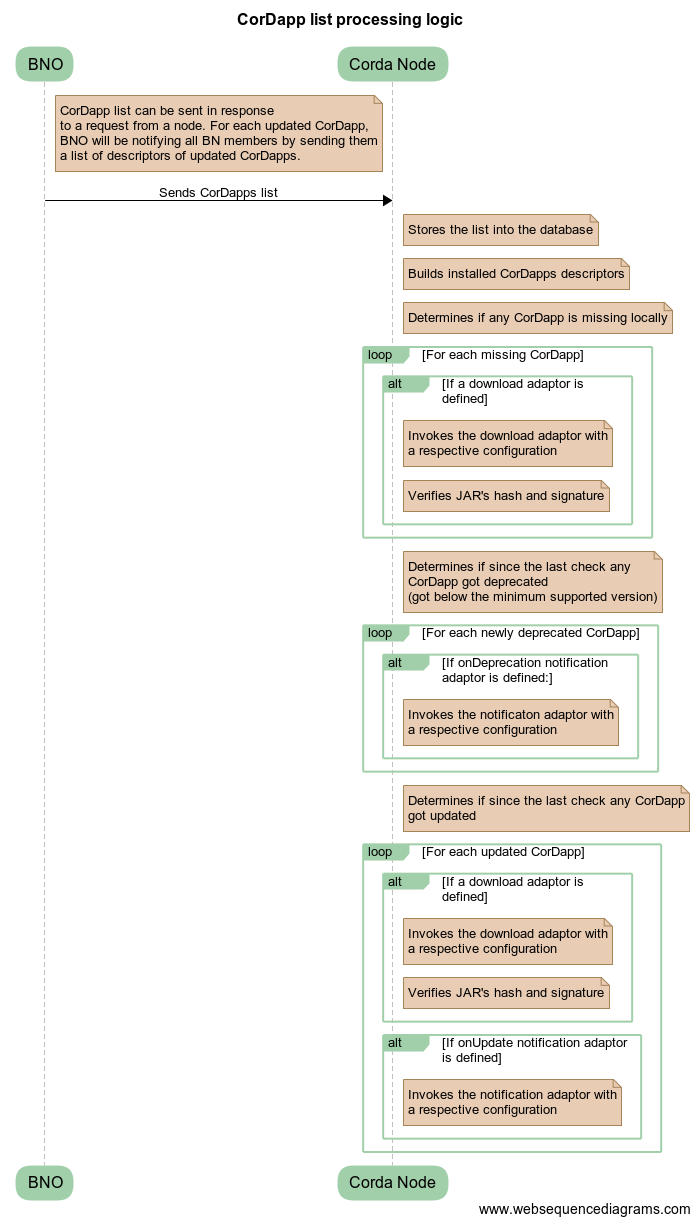 CorDapp list processing logic
BNO
Corda Node
CorDapp list can be sent in response
to a request from a node. For each updated CorDapp,
BNO will be notifying all BN members by sending them
a list of descriptors of updated CorDapps.
Sends CorDapps list
Stores the list into the database
Builds installed CorDapps descriptors
Determines if any CorDapp is missing locally
loop
[For each missing CorDapp]
alt
[If a download adaptor is
defined]
Invokes the download adaptor with
a respective configuration
Verifies JAR's hash and signature
Determines if since the last check any
CorDapp got deprecated
(got below the minimum supported version)
loop
[For each newly deprecated CorDapp]
alt
[If onDeprecation notification
adaptor is defined:]
Invokes the notificaton adaptor with
a respective configuration
Determines if since the last check any CorDapp
got updated
loop
[For each updated CorDapp]
alt
[If a download adaptor is
defined]
Invokes the download adaptor with
a respective configuration
Verifies JAR's hash and signature
alt
[If onUpdate notification adaptor
is defined]
Invokes the notification adaptor with
a respective configuration
BNO
Corda Node
www.websequencediagrams.com